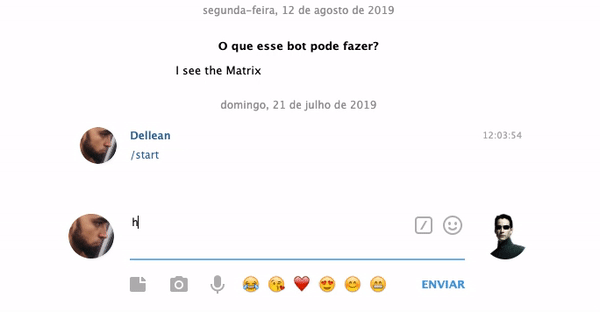 segunda-feira, 12 de agosto de 2019
O que esse bot pode fazer?
I see the Matrix
domingo, 21 de julho de 2019
Dellean 12:03:54
/start
h
ENVIAR